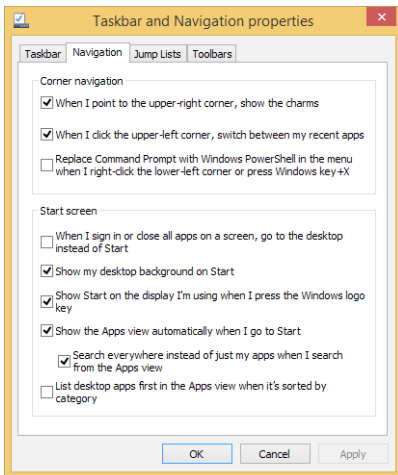 Taskbar and Navigation properties
Taskbar Navigation Jump Lists Toolbars
Corner navigation
When I point to the upper-right corner, show the charms
When I click the upper-left corner, switch between my recent apps
Replace Command Prompt with Windows PowerShell in the menu
when I right-click the lower-left corner or press Windows key+X
Start screen
When I sign in or close all apps on a screen, go to the desktop
instead of Start
Show my desktop background on Start
Show Start on the display I'm using when I press the Windows logo
key
Show the Apps view automatically when I go to Start
Search everywhere instead of just my apps when I search
from the Apps view
List desktop apps first in the Apps view when it's sorted by
category
OK Cancel Apply